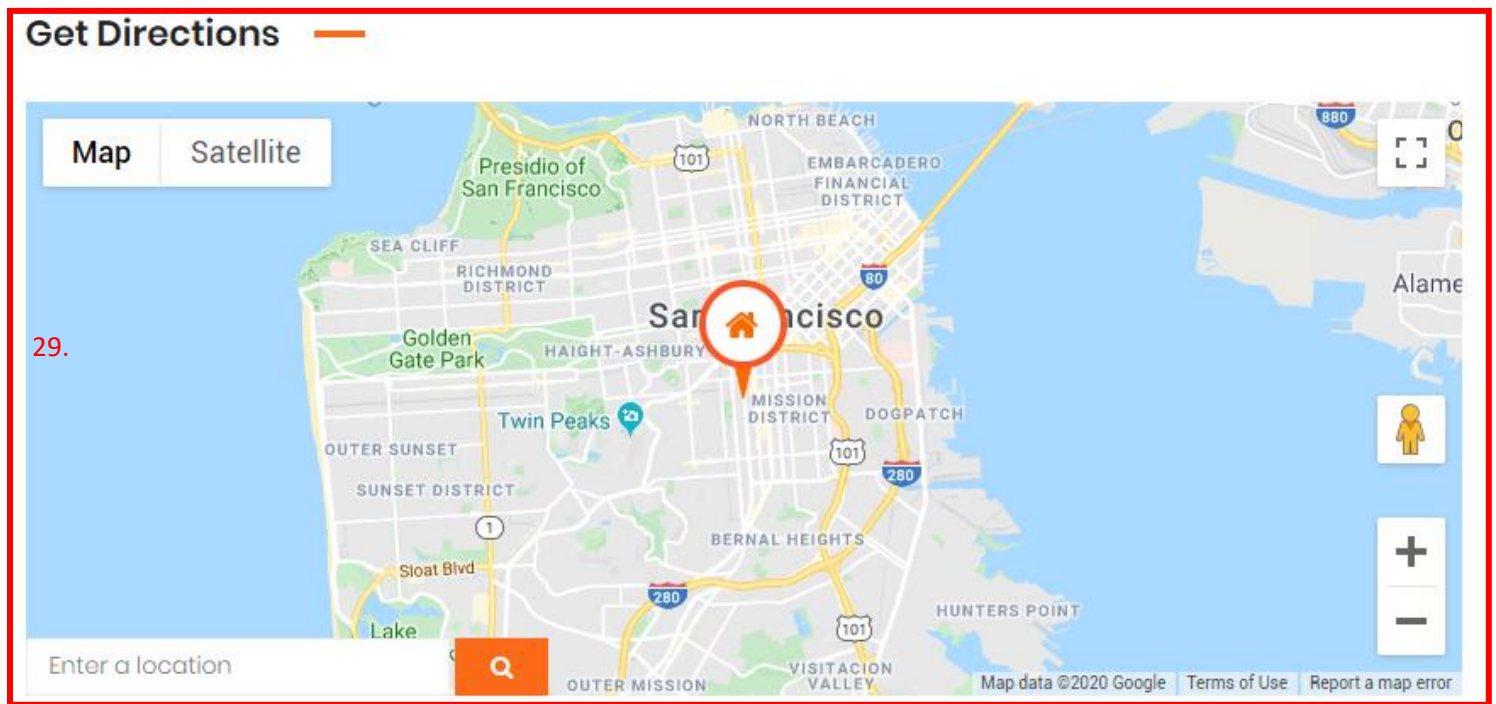 Get Directions
Map
Satellite
NORTH BEACH
880
101
Presidio of
San Francisco
EMBARCADERO
FINANCIAL
DISTRICT
SEA CLIFF
RICHMOND
DISTRICT
80
Alame
29.
Golden
Gate Park
HAIGHT-ASHBURY
MISSION
DISTRICT
DOGPATCH
Twin Peaks
OUTER SUNSET
101
280
SUNSET DISTRICT
1
BERNAL HEIGHTS
Sloat Blvd
280
HUNTERS POINT
Lake
101
Enter a location
OUTER MISSION
VISITACION
VALLEY
Map data ©2020 Google
Terms of Use
Report a map error